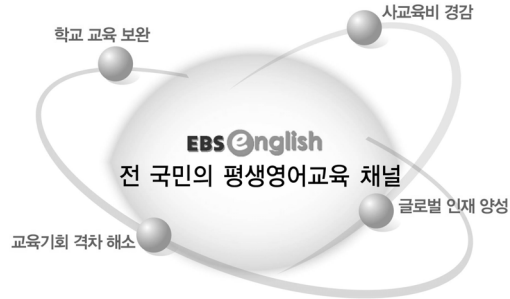 사교육비 경감
학교 교육 보완
EBS english
전 국민의 평생영어교육 채널
글로벌 인재 양성
교육기회 격차 해소